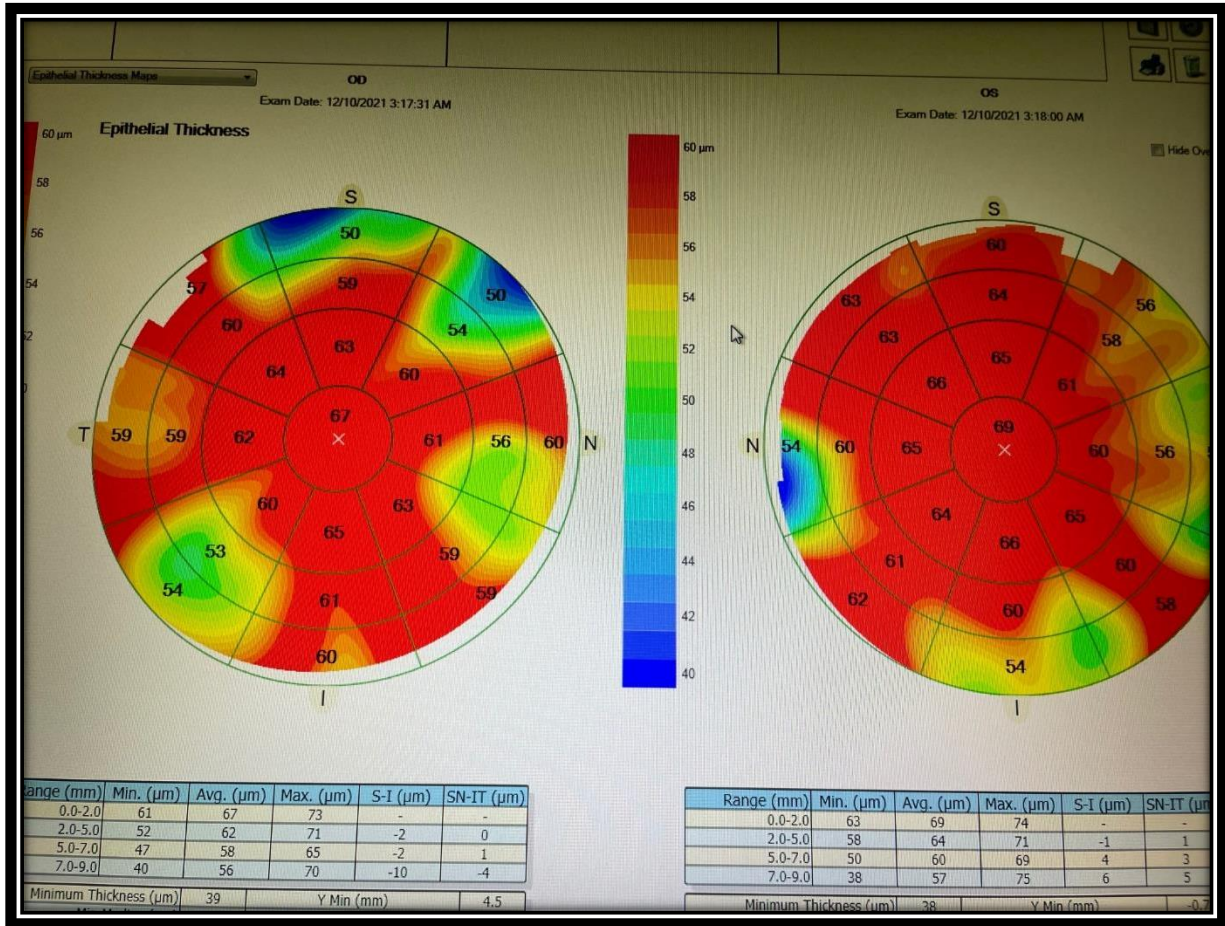 Epithelial Thickness Maps
OD
Exam Date: 12/10/2021 3:17:31 AM
OS
Exam Date: 12/10/2021 3:18:00 AM
Epithelial Thickness
Hide
60 µm
58
56
54
60 µm
58
56
54
52
50
48
46
44
42
40
S
50
57
59
50
60
54
63
64
60
67
T
59
59
62
61
56
60
N
60
63
53
65
59
54
61
59
60
I
S
60
63
64
56
63
58
65
66
61
69
N
54
60
65
60
56
64
65
66
61
60
62
60
58
54
I
Range (mm) Min. (µm) Avg. (µm) Max. (µm) S-I (µm) SN-IT (µm)
0.0-2.0 61 67 73 - -
2.0-5.0 52 62 71 -2 0
5.0-7.0 47 58 65 -2 1
7.0-9.0 40 56 70 -10 -4
Minimum Thickness (µm) 39 Y Min (mm) 4.5
Range (mm) Min. (µm) Avg. (µm) Max. (µm) S-I (µm) SN-IT (µm
0.0-2.0 63 69 74 - -
2.0-5.0 58 64 71 -1 1
5.0-7.0 50 60 69 4 3
7.0-9.0 38 57 75 6 5
Minimum Thickness (µm) 38 Y Min (mm) -0.7